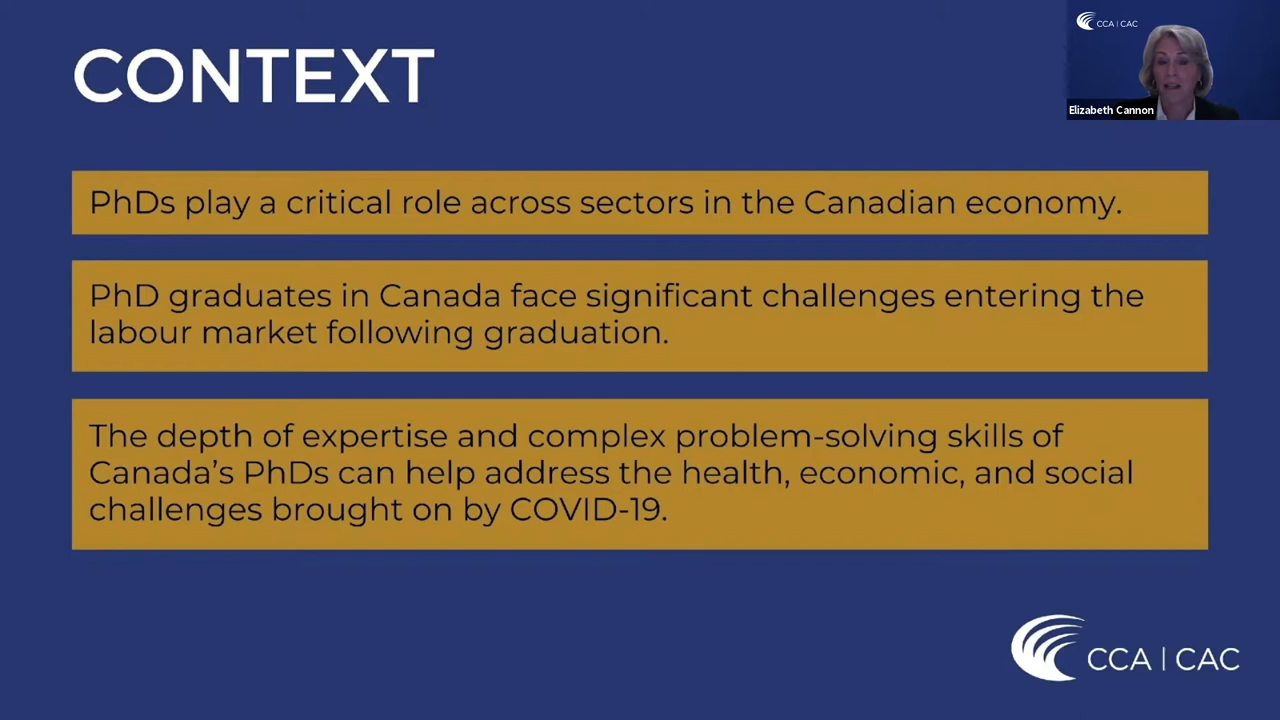 CONTEXT
CCA | CAC
Elizabeth Cannon
PhDs play a critical role across sectors in the Canadian economy.
PhD graduates in Canada face significant challenges entering the
labour market following graduation.
The depth of expertise and complex problem-solving skills of
Canada’s PhDs can help address the health, economic, and social
challenges brought on by COVID-19.
CCA | CAC